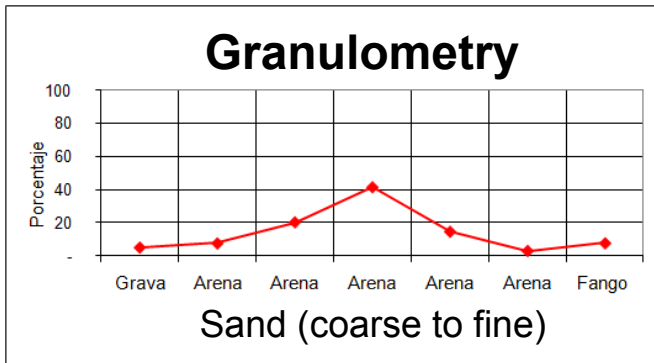 Granulometry
100
80
60
40
20
-
Porcentaje
Grava Arena Arena Arena Arena Arena Fango
Sand (coarse to fine)